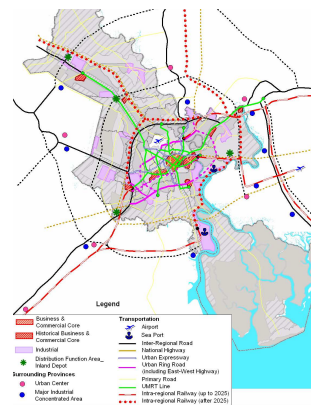 Legend
Business &
Commercial Core
Historical Business &
Commercial Core
Industrial
Distribution Function Area_
Inland Depot
Surrounding Provinces
Urban Center
Major Industrial
Concentrated Area
Transportation
Airport
Sea Port
Inter-Regional Road
National Highway
Urban Expressway
Urban Ring Road
(including East-West Highway)
Primary Road
UMRT Line
Intra-regional Railway (up to 2025)
Intra-regional Railway (after 2025)